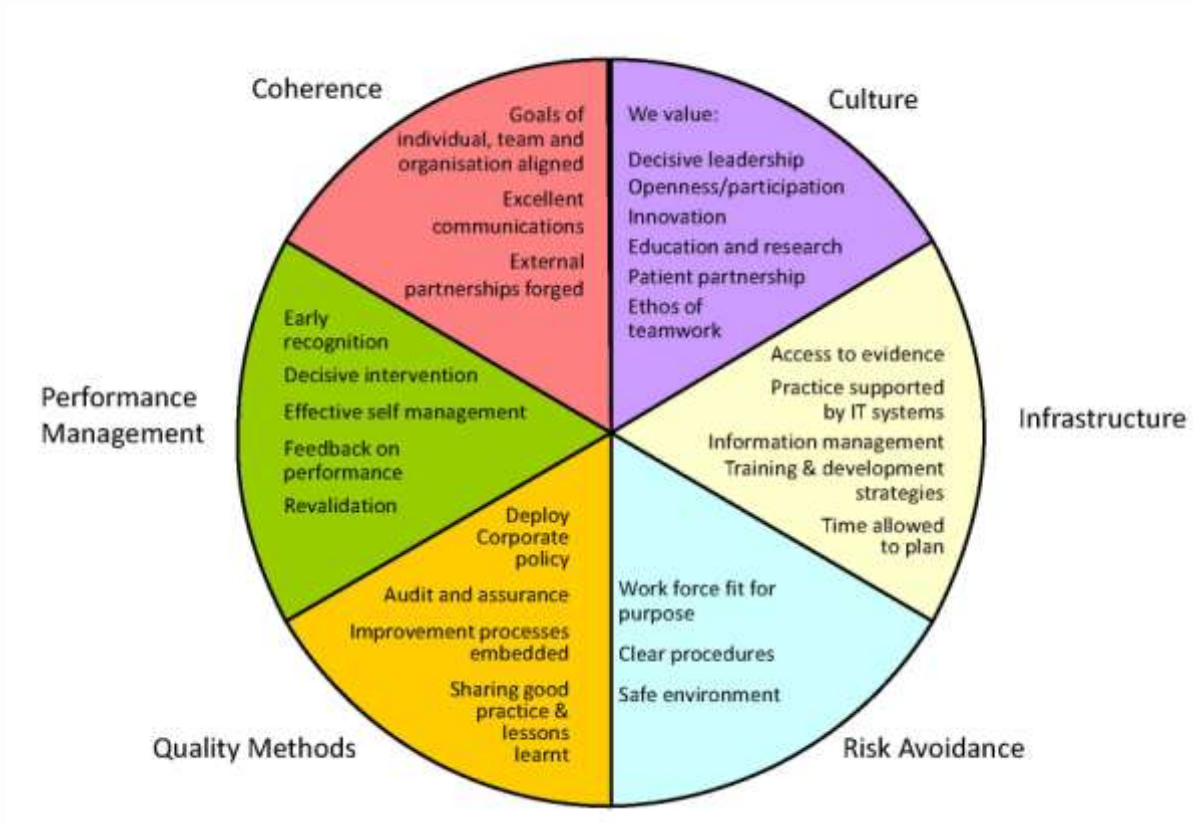 Coherence
Goals of
individual, team and
organisation aligned
Excellent
communications
External
partnerships forged
Culture
We value:
Decisive leadership
Openness/participation
Innovation
Education and research
Patient partnership
Ethos of
teamwork
Infrastructure
Access to evidence
Practice supported
by IT systems
Information management
Training & development
strategies
Time allowed
to plan
Risk Avoidance
Work force fit for
purpose
Clear procedures
Safe environment
Quality Methods
Deploy
Corporate
policy
Audit and assurance
Improvement processes
embedded
Sharing good
practice &
lessons
learnt
Performance
Management
Early
recognition
Decisive intervention
Effective self management
Feedback on
performance
Revalidation